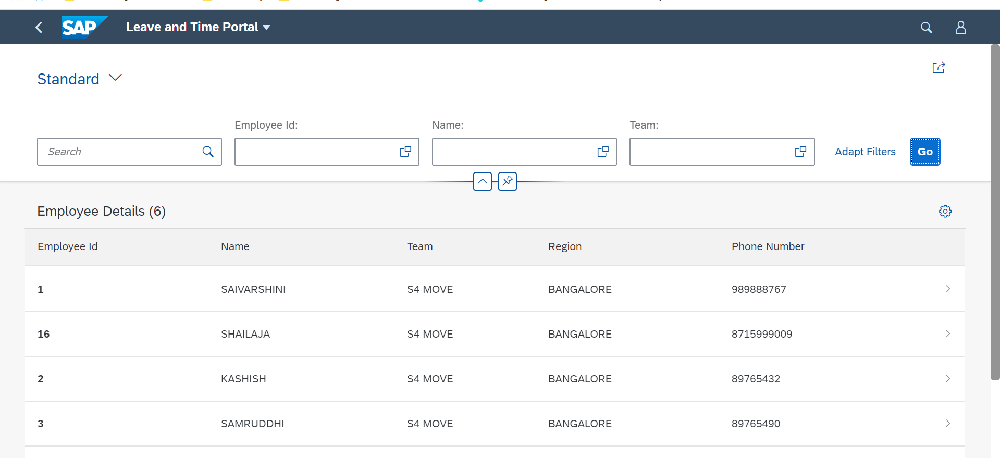 SAP Leave and Time Portal
Standard
Employee Id: Name: Team:
Search Adapt Filters Go
Employee Details (6)
Employee Id Name Team Region Phone Number
1 SAIVARSHINI S4 MOVE BANGALORE 989888767
16 SHAILAJA S4 MOVE BANGALORE 8715999009
2 KASHISH S4 MOVE BANGALORE 89765432
3 SAMRUDDHI S4 MOVE BANGALORE 89765490